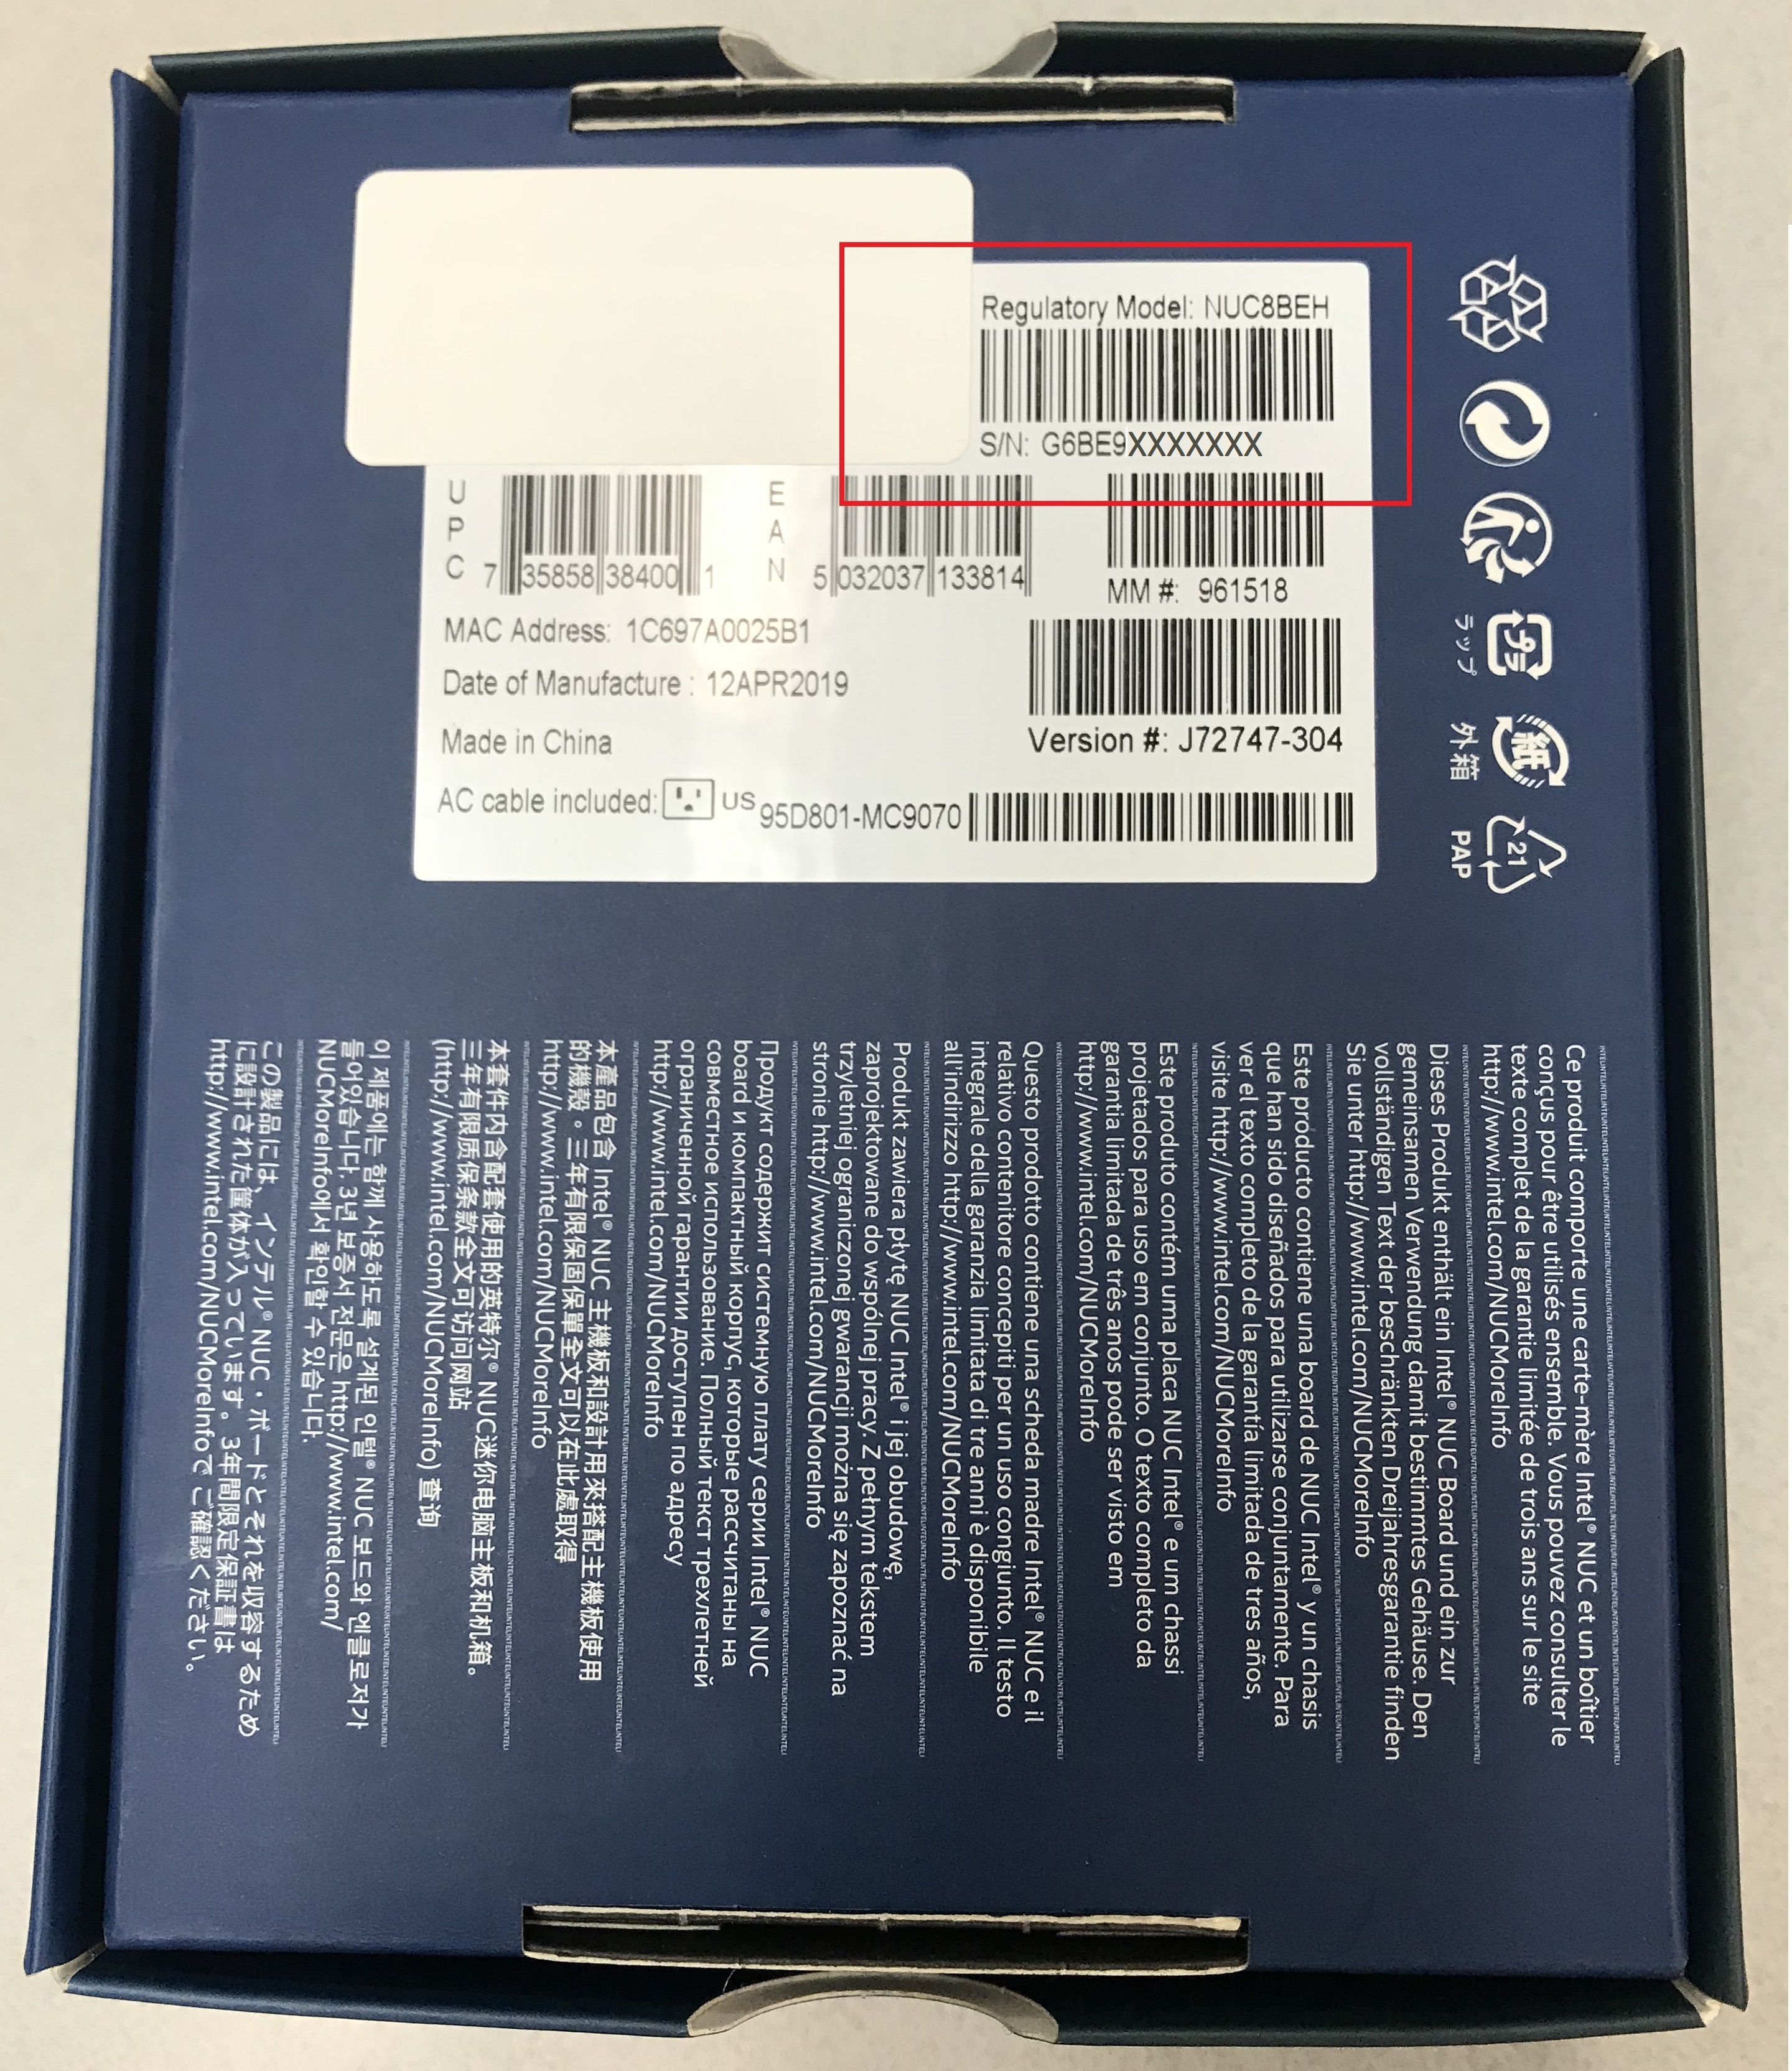 Regulatory Model: NUC8BEH
S/N: G6BE9XXXXXXX
U
P
C
7 35858 38400 1
E
A
N
5 032037 133814
MM #: 961518
MAC Address: 1C697A0025B1
Date of Manufacture : 12APR2019
Version #: J72747-304
Made in China
AC cable included: US
95D801-MC9070
ラップ
プラ
外箱
紙
21
PAP
Ce produit comporte une carte-mère Intel® NUC et un boîtier
conçus pour être utilisés ensemble. Vous pouvez consulter le
texte complet de la garantie limitée de trois ans sur le site
http://www.intel.com/NUCMoreInfo
Dieses Produkt enthält ein Intel® NUC Board und ein zur
gemeinsamen Verwendung damit bestimmtes Gehäuse. Den
vollständigen Text der beschränkten Dreijahresgarantie finden
Sie unter http://www.intel.com/NUCMoreInfo
Este producto contiene una board de NUC Intel® y un chasis
que han sido diseñados para utilizarse conjuntamente. Para
ver el texto completo de la garantía limitada de tres años,
visite http://www.intel.com/NUCMoreInfo
Este produto contém uma placa NUC Intel® e um chassi
projetados para uso em conjunto. O texto completo da
garantia limitada de três anos pode ser visto em
http://www.intel.com/NUCMoreInfo
Questo prodotto contiene una scheda madre Intel® NUC e il
relativo contenitore concepiti per un uso congiunto. Il testo
integrale della garanzia limitata di tre anni è disponibile
all'indirizzo http://www.intel.com/NUCMoreInfo
Produkt zawiera płytę NUC Intel® i jej obudowę,
zaprojektowane do wspólnej pracy. Z pełnym tekstem
trzyletniej ograniczonej gwarancji można się zapoznać na
stronie http://www.intel.com/NUCMoreInfo
Продукт содержит системную плату серии Intel® NUC
board и компактный корпус, которые рассчитаны на
совместное использование. Полный текст трехлетней
ограниченной гарантии доступен по адресу
http://www.intel.com/NUCMoreInfo
本產品包含 Intel® NUC 主機板和設計用來搭配主機板使用
的機殼。三年有限保固保單全文可以在此處取得
http://www.intel.com/NUCMoreInfo
本套件内含配套使用的英特尔® NUC迷你电脑主板和机箱。
三年有限质保条款全文可访问网站
(http://www.intel.com/NUCMoreInfo) 查询
이 제품에는 함께 사용하도록 설계된 인텔® NUC 보드와 엔클로저가
들어있습니다. 3년 보증서 전문은 http://www.intel.com/
NUCMoreInfo에서 확인할 수 있습니다.
この製品には、インテル® NUC・ボードとそれを収容するため
に設計された筐体が入っています。3年間限定保証書は
http://www.intel.com/NUCMoreInfoでご確認ください。